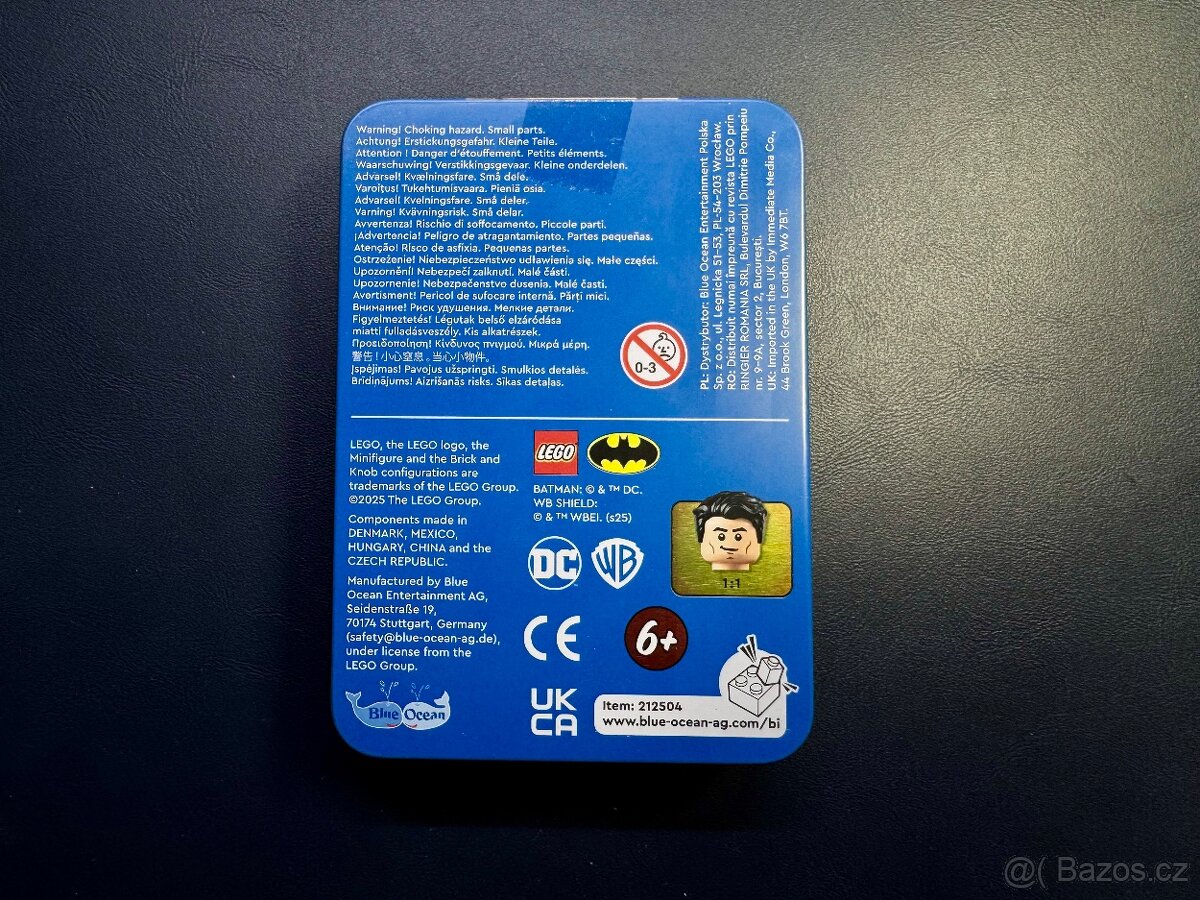 Warning! Choking hazard. Small parts.
Achtung! Erstickungsgefahr. Kleine Teile.
Attention ! Danger d'étouffement. Petits éléments.
Waarschuwing! Verstikkingsgevaar. Kleine onderdelen.
Advarsel! Kvælningsfare. Små dele.
Varoitus! Tukehtumisvaara. Pieniä osia.
Advarsel! Kvelningsfare. Små deler.
Varning! Kvävningsrisk. Små delar.
Avvertenza! Rischio di soffocamento. Piccole parti.
¡Advertencia! Peligro de atragantamiento. Partes pequeñas.
Atenção! Risco de asfixia. Pequenas partes.
Ostrzeżenie! Niebezpieczeństwo udławienia się. Małe części.
Upozornění! Nebezpečí zalknutí. Malé části.
Upozornenie! Nebezpečenstvo dusenia. Malé časti.
Avertisment! Pericol de sufocare internă. Părți mici.
Внимание! Риск удушения. Мелкие детали.
Figyelmeztetés! Légutak belső elzáródása
miatti fulladásveszély. Kis alkatrészek.
Προειδοποίηση! Κίνδυνος πνιγμού. Μικρά μέρη.
警告！小心窒息。当心小物件。
Įspėjimas! Pavojus užspringti. Smulkios detalės.
Brīdinājums! Aizrīšanās risks. Sīkas detaļas.
0-3
PL: Dystrybutor: Blue Ocean Entertainment Polska
Sp. z o.o., ul. Legnicka 51-53, PL-54-203 Wrocław.
RO: Distribuit numai împreună cu revista LEGO prin
RINGIER ROMANIA SRL, Bulevardul Dimitrie Pompeiu
nr. 9-9A, sector 2, București.
UK: Imported in the UK by Immediate Media Co.,
44 Brook Green, London, W6 7BT.
LEGO, the LEGO logo, the
Minifigure and the Brick and
Knob configurations are
trademarks of the LEGO Group.
©2025 The LEGO Group.
Components made in
DENMARK, MEXICO,
HUNGARY, CHINA and the
CZECH REPUBLIC.
Manufactured by Blue
Ocean Entertainment AG,
Seidenstraße 19,
70174 Stuttgart, Germany
(safety@blue-ocean-ag.de),
under license from the
LEGO Group.
Blue Ocean
LEGO
BATMAN: © & ™ DC.
WB SHIELD:
© & ™ WBEI. (s25)
DC
WB
1:1
CE
6+
UK
CA
Item: 212504
www.blue-ocean-ag.com/bi
@( Bazos.cz